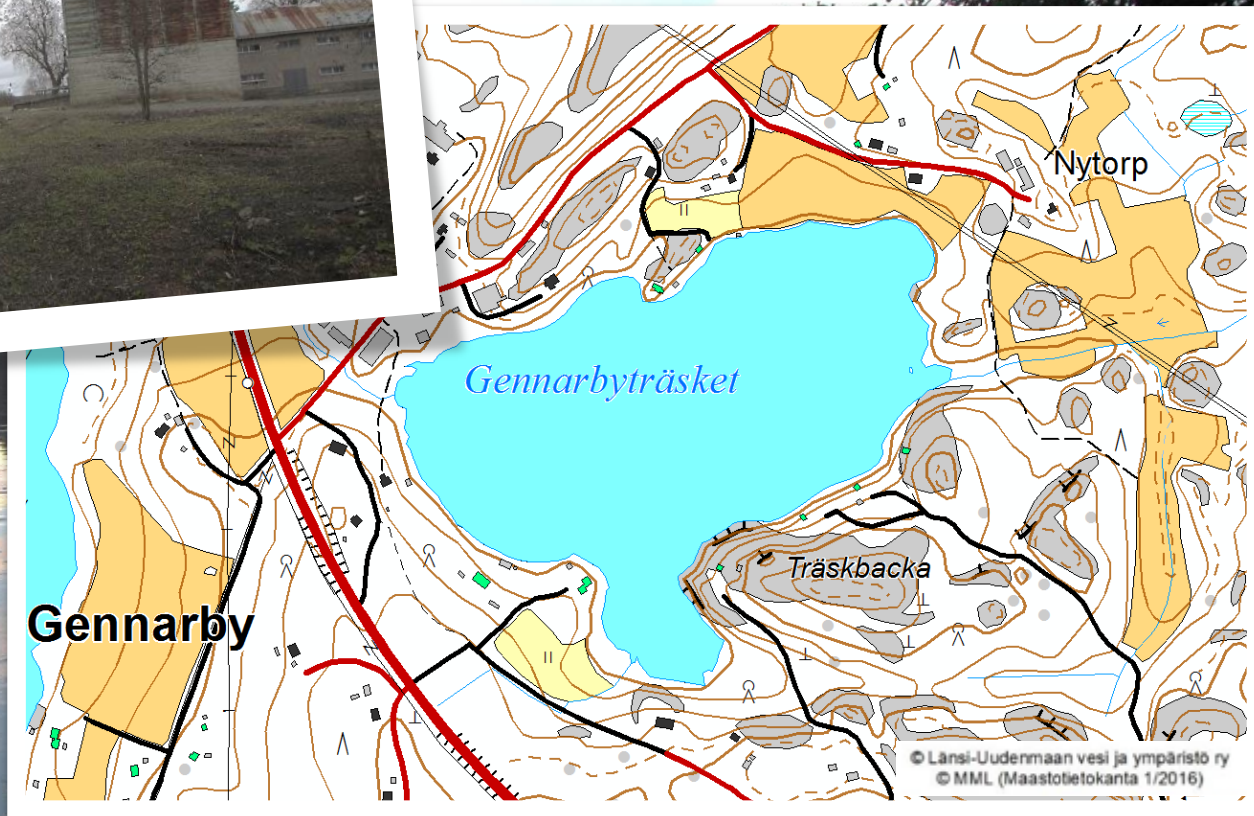 Nytorp
Gennarbyträsket
Träskbacka
Gennarby
© Länsi-Uudenmaan vesi ja ympäristö ry
© MML (Maastotietokanta 1/2016)